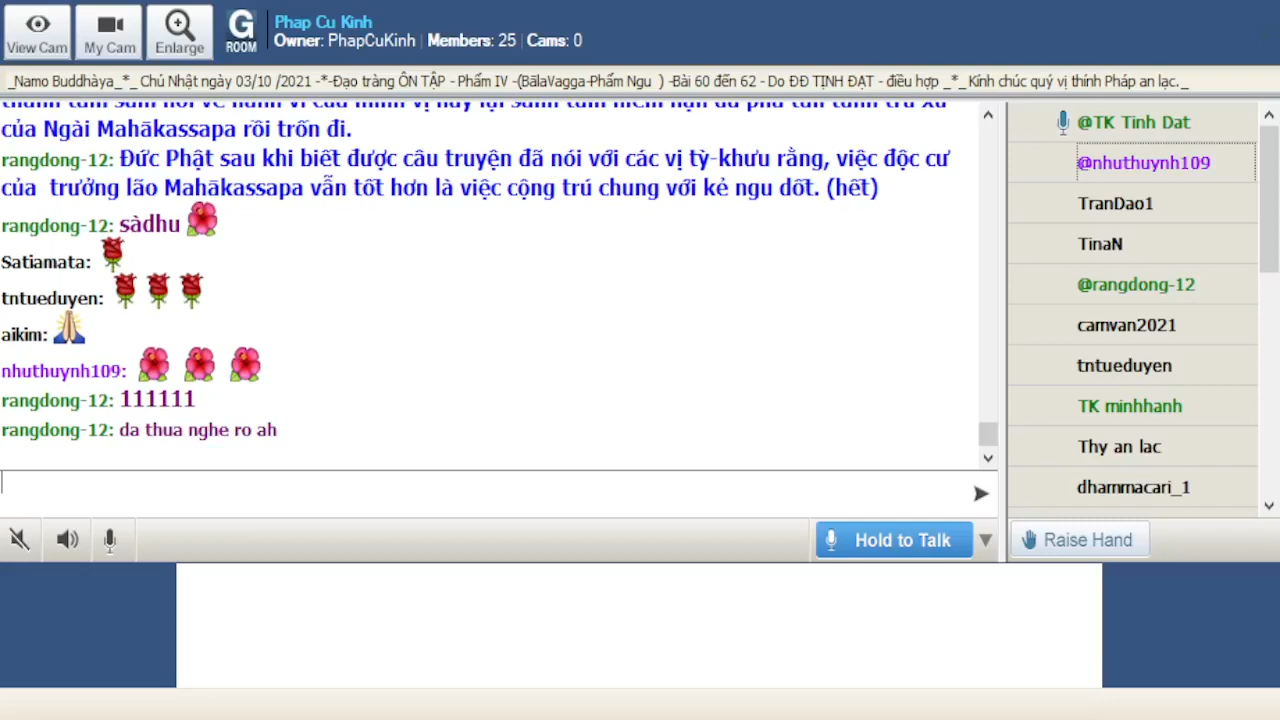 View Cam
My Cam
Enlarge
G
ROOM
Phap Cu Kinh
Owner: PhapCuKinh | Members: 25 | Cams: 0
_Namo Buddhàya_*_ Chủ Nhật ngày 03/10 /2021 -*-Đạo tràng ÔN TẬP - Phẩm IV -(BālaVagga-Phẩm Ngu ) -Bài 60 đến 62 - Do ĐĐ TỊNH ĐẠT - điều hợp _*_ Kính chúc quý vị thính Pháp an lạc._
của Ngài Mahākassapa rồi trốn đi.
rangdong-12: Đức Phật sau khi biết được câu truyện đã nói với các vị tỳ-khưu rằng, việc độc cư
của trưởng lão Mahākassapa vẫn tốt hơn là việc cộng trú chung với kẻ ngu dốt. (hết)
rangdong-12: sàdhu
Satiamata:
tntueduyen:
aikim:
nhuthuynh109:
rangdong-12: 111111
rangdong-12: da thua nghe ro ah
@TK Tinh Dat
@nhuthuynh109
TranDao1
TinaN
@rangdong-12
camvan2021
tntueduyen
TK minhhanh
Thy an lac
dhammacari_1
Hold to Talk
Raise Hand